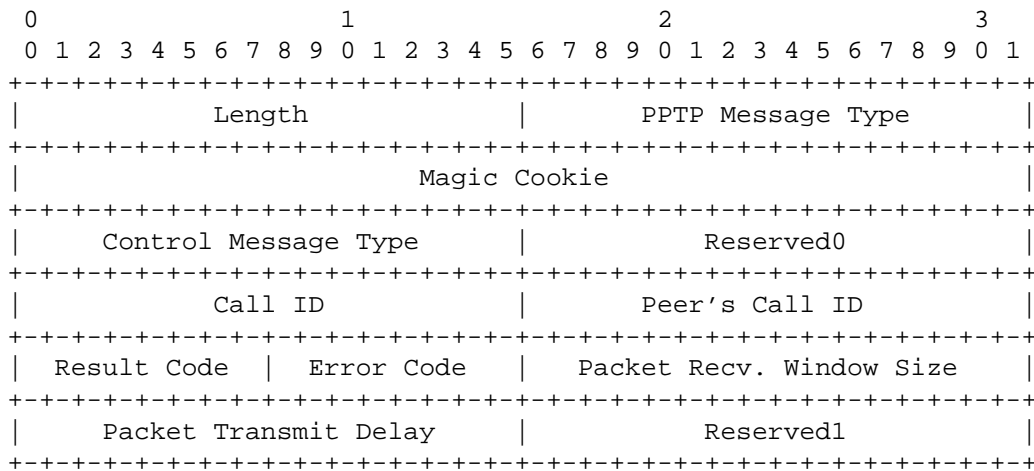 0                   1                   2                   3
 0 1 2 3 4 5 6 7 8 9 0 1 2 3 4 5 6 7 8 9 0 1 2 3 4 5 6 7 8 9 0 1
+-+-+-+-+-+-+-+-+-+-+-+-+-+-+-+-+-+-+-+-+-+-+-+-+-+-+-+-+-+-+-+-+
|            Length             |       PPTP Message Type       |
+-+-+-+-+-+-+-+-+-+-+-+-+-+-+-+-+-+-+-+-+-+-+-+-+-+-+-+-+-+-+-+-+
|                         Magic Cookie                          |
+-+-+-+-+-+-+-+-+-+-+-+-+-+-+-+-+-+-+-+-+-+-+-+-+-+-+-+-+-+-+-+-+
|     Control Message Type      |           Reserved0           |
+-+-+-+-+-+-+-+-+-+-+-+-+-+-+-+-+-+-+-+-+-+-+-+-+-+-+-+-+-+-+-+-+
|            Call ID            |       Peer’s Call ID          |
+-+-+-+-+-+-+-+-+-+-+-+-+-+-+-+-+-+-+-+-+-+-+-+-+-+-+-+-+-+-+-+-+
|  Result Code  |  Error Code   |   Packet Recv. Window Size    |
+-+-+-+-+-+-+-+-+-+-+-+-+-+-+-+-+-+-+-+-+-+-+-+-+-+-+-+-+-+-+-+-+
|     Packet Transmit Delay     |           Reserved1           |
+-+-+-+-+-+-+-+-+-+-+-+-+-+-+-+-+-+-+-+-+-+-+-+-+-+-+-+-+-+-+-+-+